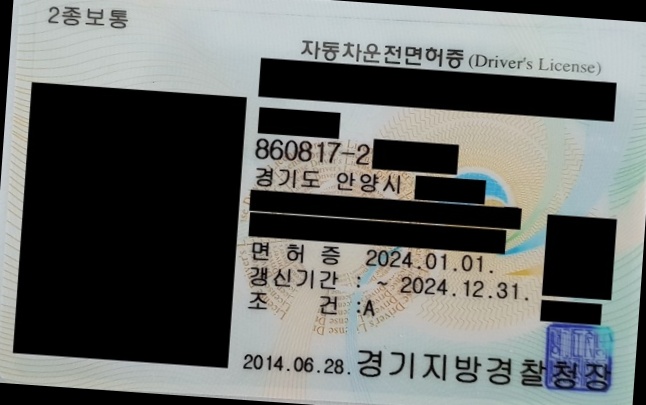 2종보통
자동차운전면허증 (Driver's License)
860817-2
경기도 안양시
면 허 증 2024.01.01.
갱신기간 : ~ 2024.12.31.
조 건 :A
2014.06.28. 경기지방경찰청장